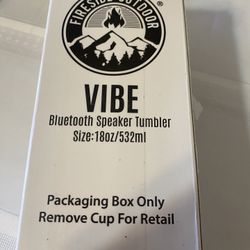 FIRESIDE OUTDOOR
®
VIBE
Bluetooth Speaker Tumbler
Size:18oz/532ml
Packaging Box Only
Remove Cup For Retail